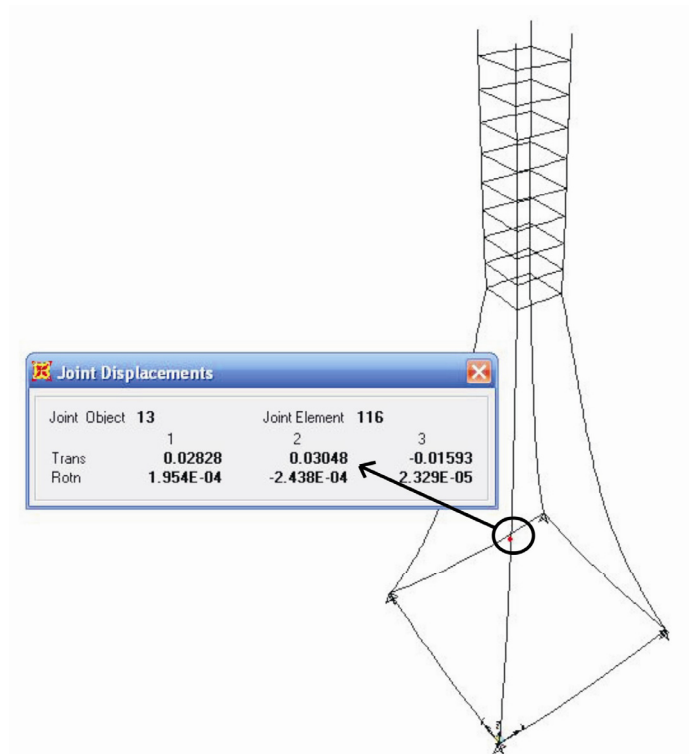 Joint Displacements
Joint Object 13 Joint Element 116
1 2 3
Trans 0.02828 0.03048 -0.01593
Rotn 1.954E-04 -2.438E-04 2.329E-05